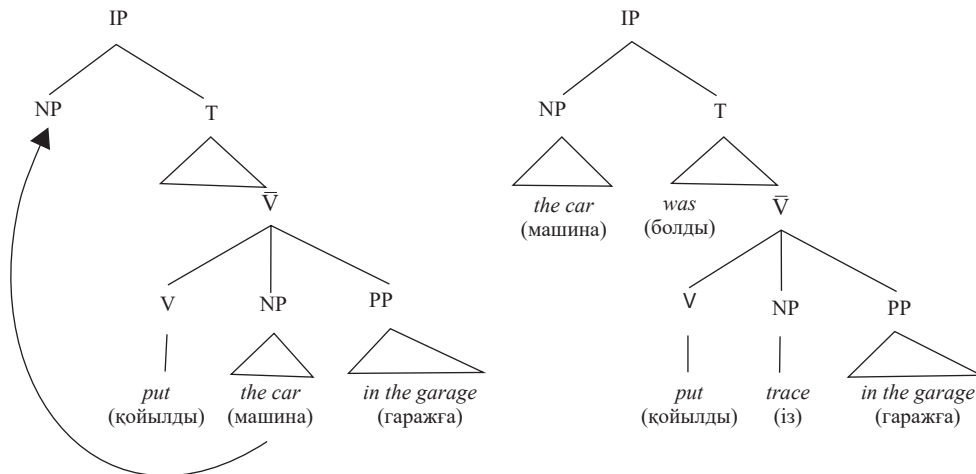 IP
NP
T
V̅
V
NP
PP
put
(қойылды)
the car
(машина)
in the garage
(гаражға)
IP
NP
T
the car
(машина)
was
(болды)
V̅
V
NP
PP
put
(қойылды)
trace
(із)
in the garage
(гаражға)